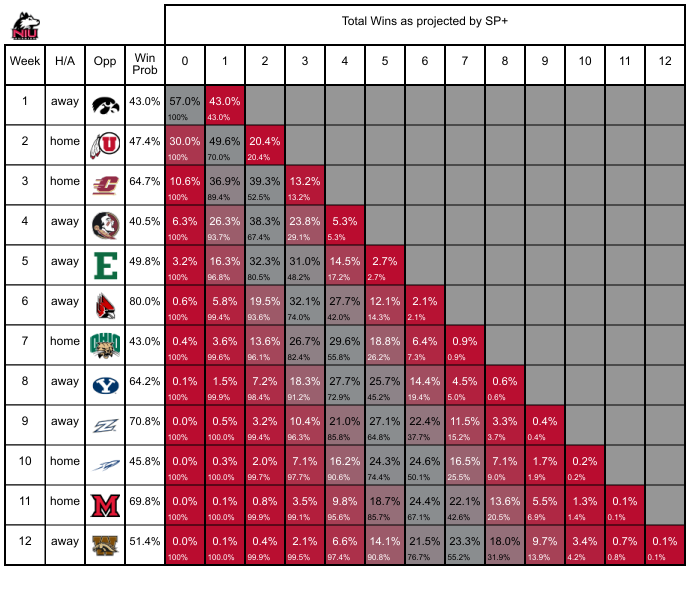 NIU
Total Wins as projected by SP+
Week H/A Opp Win Prob 0 1 2 3 4 5 6 7 8 9 10 11 12
1 away 43.0% 57.0% 43.0%
100% 43.0%
2 home U 47.4% 30.0% 49.6% 20.4%
100% 70.0% 20.4%
3 home C 64.7% 10.6% 36.9% 39.3% 13.2%
100% 89.4% 52.5% 13.2%
4 away 40.5% 6.3% 26.3% 38.3% 23.8% 5.3%
100% 93.7% 67.4% 29.1% 5.3%
5 away E 49.8% 3.2% 16.3% 32.3% 31.0% 14.5% 2.7%
100% 96.8% 80.5% 48.2% 17.2% 2.7%
6 away 80.0% 0.6% 5.8% 19.5% 32.1% 27.7% 12.1% 2.1%
100% 99.4% 93.6% 74.0% 42.0% 14.3% 2.1%
7 home OHIO 43.0% 0.4% 3.6% 13.6% 26.7% 29.6% 18.8% 6.4% 0.9%
100% 99.6% 96.1% 82.4% 55.8% 26.2% 7.3% 0.9%
8 away Y 64.2% 0.1% 1.5% 7.2% 18.3% 27.7% 25.7% 14.4% 4.5% 0.6%
100% 99.9% 98.4% 91.2% 72.9% 45.2% 19.4% 5.0% 0.6%
9 away Z 70.8% 0.0% 0.5% 3.2% 10.4% 21.0% 27.1% 22.4% 11.5% 3.3% 0.4%
100% 100.0% 99.4% 96.3% 85.8% 64.8% 37.7% 15.2% 3.7% 0.4%
10 home 45.8% 0.0% 0.3% 2.0% 7.1% 16.2% 24.3% 24.6% 16.5% 7.1% 1.7% 0.2%
100% 100.0% 99.7% 97.7% 90.6% 74.4% 50.1% 25.5% 9.0% 1.9% 0.2%
11 home M 69.8% 0.0% 0.1% 0.8% 3.5% 9.8% 18.7% 24.4% 22.1% 13.6% 5.5% 1.3% 0.1%
100% 100.0% 99.9% 99.1% 95.6% 85.7% 67.1% 42.6% 20.5% 6.9% 1.4% 0.1%
12 away 51.4% 0.0% 0.1% 0.4% 2.1% 6.6% 14.1% 21.5% 23.3% 18.0% 9.7% 3.4% 0.7% 0.1%
100% 100.0% 99.9% 99.5% 97.4% 90.8% 76.7% 55.2% 31.9% 13.9% 4.2% 0.8% 0.1%